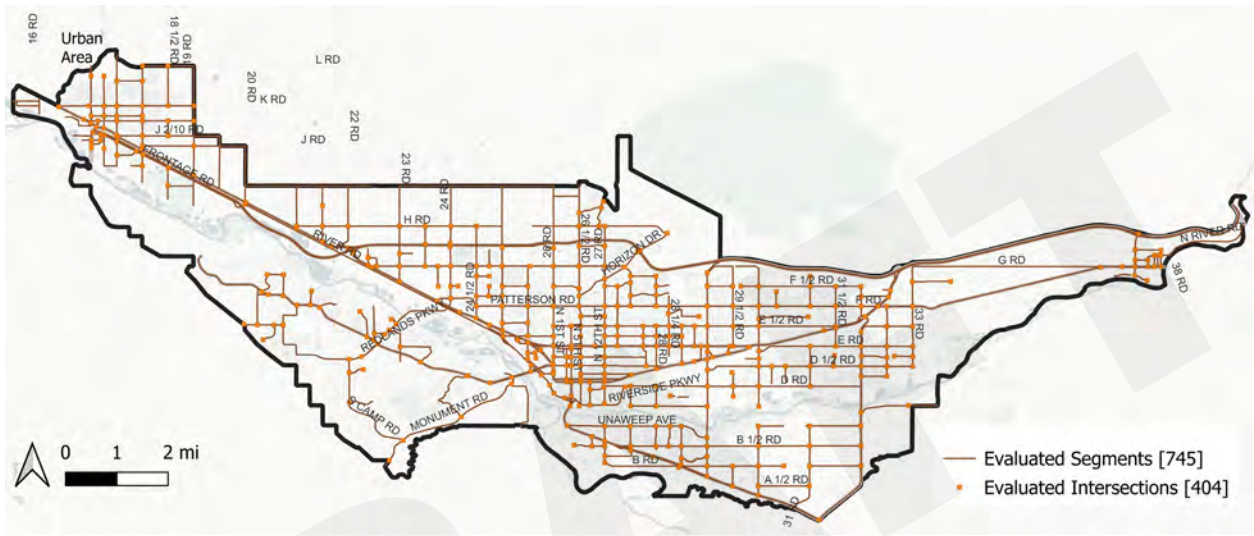 16 RD
Urban
Area
18 1/2 RD
19 RD
L RD
20 RD
K RD
22 RD
J 2/10 RD
J RD
FRONTAGE RD
23 RD
24 RD
H RD
26 1/2 RD
27 RD
26 RD
RIVER RD
HORIZON DR
N RIVER RD
G RD
38 RD
F 1/2 RD
31 1/2 RD
24 1/2 RD
PATTERSON RD
F RD
29 1/2 RD
28 1/4 RD
33 RD
E 1/2 RD
N 1ST ST
N 5TH ST
N 12TH ST
28 RD
REDLANDS PKWY
E RD
D 1/2 RD
D RD
RIVERSIDE PKWY
S CAMP RD
MONUMENT RD
UNAWEEP AVE
B 1/2 RD
B RD
A 1/2 RD
31 RD
0 1 2 mi
Evaluated Segments [745]
Evaluated Intersections [404]